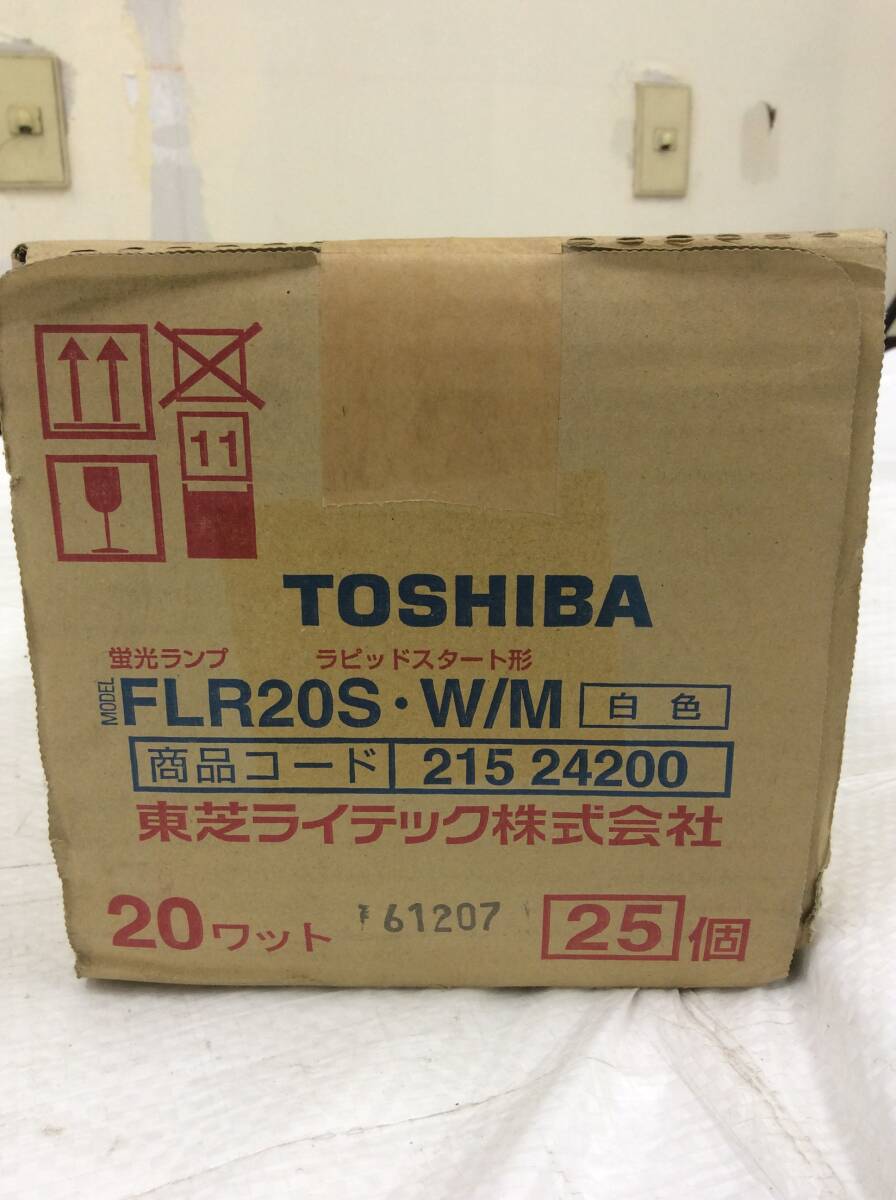 11
TOSHIBA
蛍光ランプ ラピッドスタート形
MODEL FLR20S・W/M 白色
商品コード 215 24200
東芝ライテック株式会社
20ワット 61207 25個